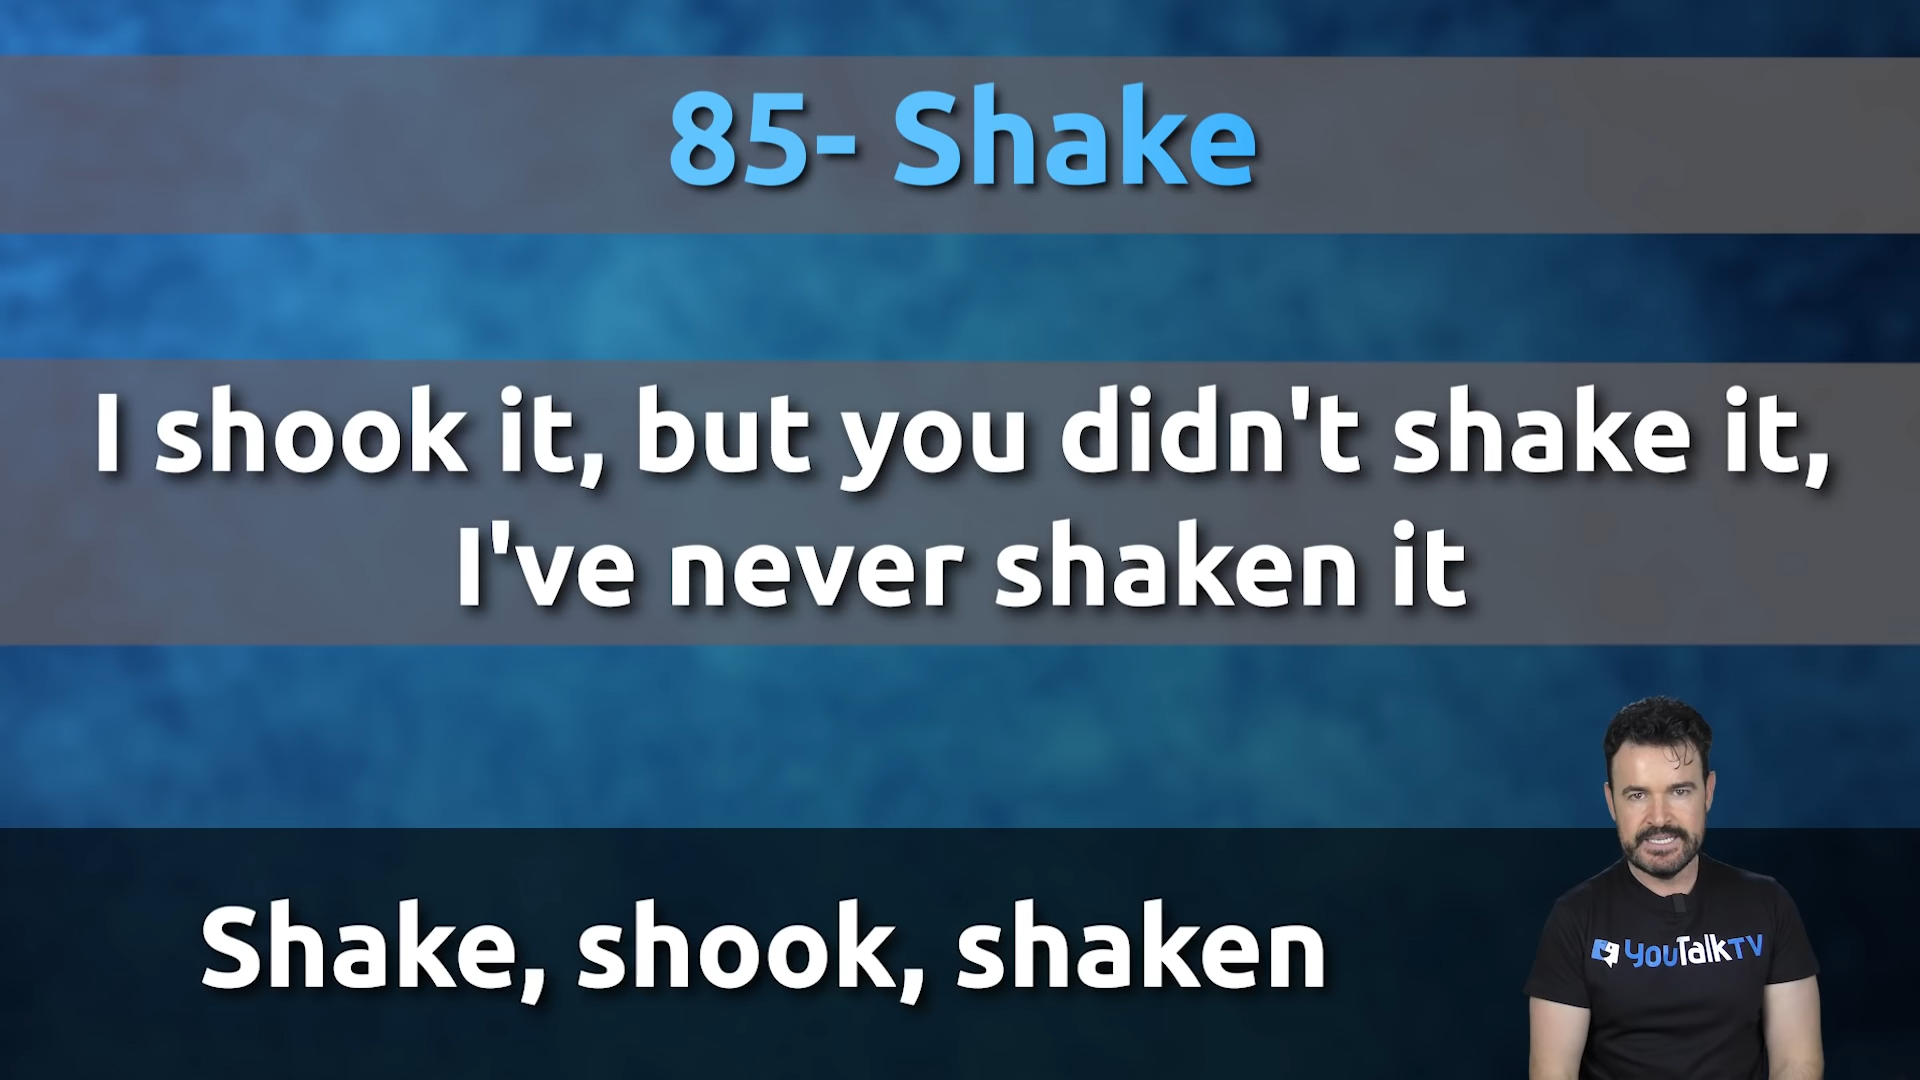 85- Shake
I shook it, but you didn't shake it,
I've never shaken it
Shake, shook, shaken
YouTalkTV